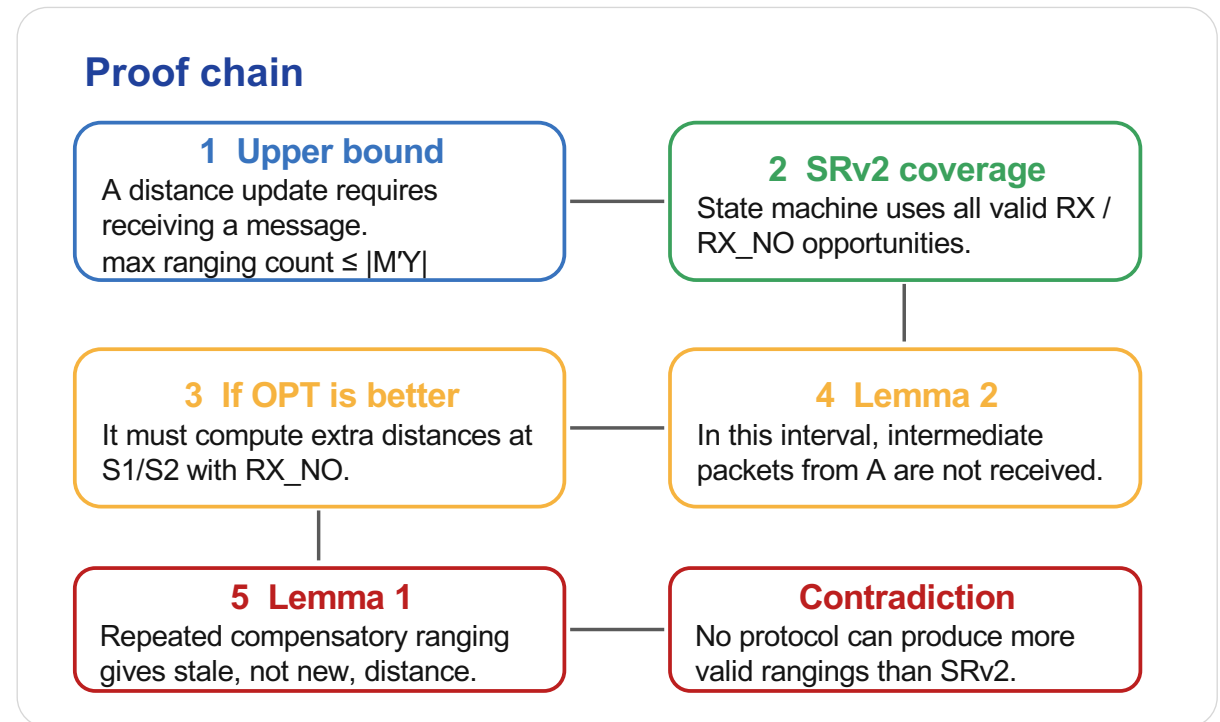 Proof chain
1 Upper bound
A distance update requires
receiving a message.
max ranging count ≤ |M′Y|
2 SRv2 coverage
State machine uses all valid RX /
RX_NO opportunities.
3 If OPT is better
It must compute extra distances at
S1/S2 with RX_NO.
4 Lemma 2
In this interval, intermediate
packets from A are not received.
5 Lemma 1
Repeated compensatory ranging
gives stale, not new, distance.
Contradiction
No protocol can produce more
valid rangings than SRv2.